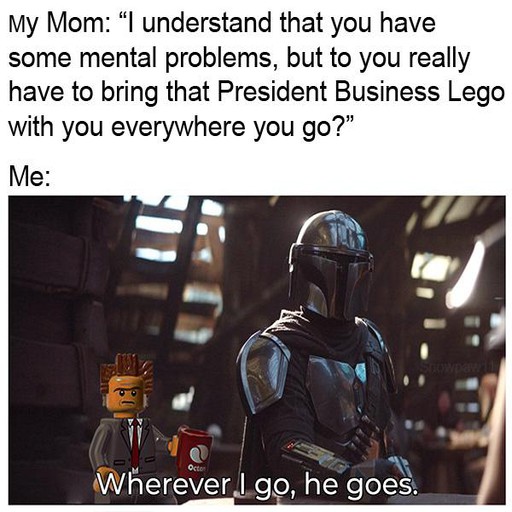 My Mom: “I understand that you have
some mental problems, but to you really
have to bring that President Business Lego
with you everywhere you go?”
Me:
Showpaw11
Octan
Wherever I go, he goes.